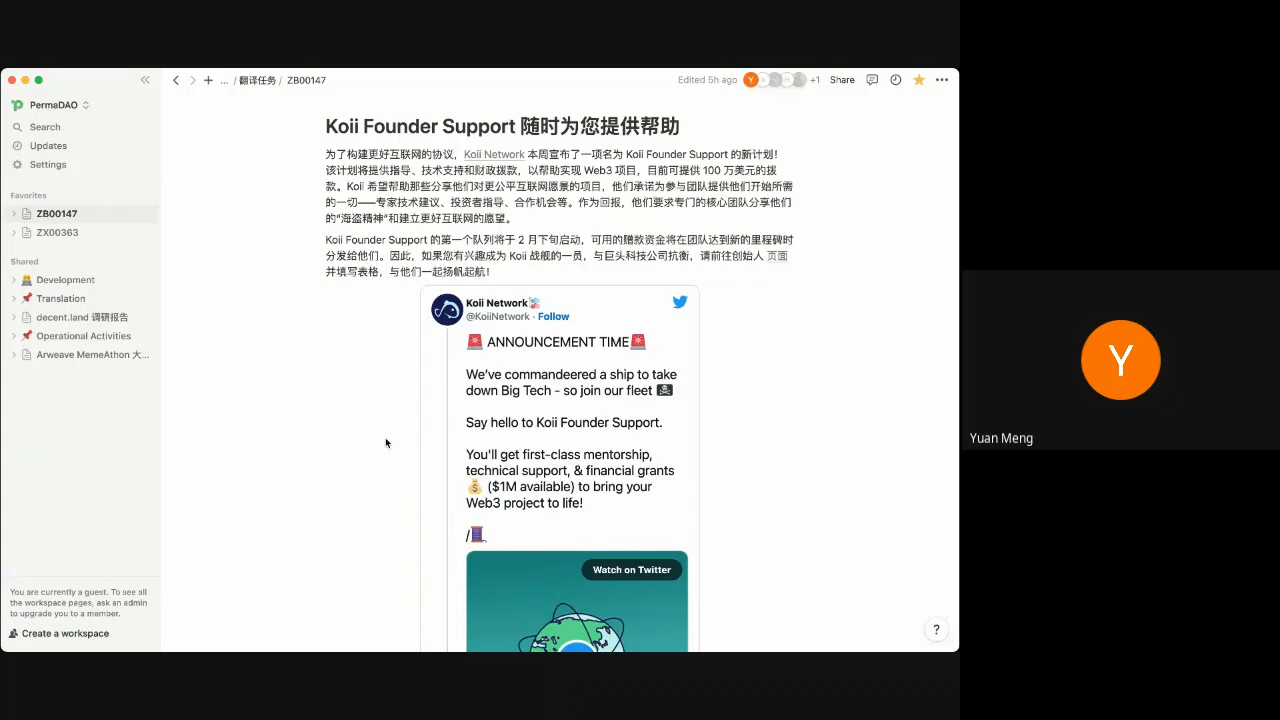 ... / 翻译任务 / ZB00147
Edited 5h ago
Y
+1
Share
PermaDAO
Search
Updates
Settings
Favorites
ZB00147
ZX00363
Shared
Development
Translation
decent.land 调研报告
Operational Activities
Arweave MemeAthon 大...
You are currently a guest. To see all
the workspace pages, ask an admin
to upgrade you to a member.
Create a workspace
Koii Founder Support 随时为您提供帮助
为了构建更好互联网的协议，Koii Network 本周宣布了一项名为 Koii Founder Support 的新计划！
该计划将提供指导、技术支持和财政拨款，以帮助实现 Web3 项目，目前可提供 100 万美元的拨
款。Koii 希望帮助那些分享他们对更公平互联网愿景的项目，他们承诺为参与团队提供他们开始所需
的一切——专家技术建议、投资者指导、合作机会等。作为回报，他们要求专门的核心团队分享他们
的“海盗精神”和建立更好互联网的愿望。
Koii Founder Support 的第一个队列将于 2 月下旬启动，可用的赠款资金将在团队达到新的里程碑时
分发给他们。因此，如果您有兴趣成为 Koii 战舰的一员，与巨头科技公司抗衡，请前往创始人 页面
并填写表格，与他们一起扬帆起航！
Koii Network
@KoiiNetwork · Follow
ANNOUNCEMENT TIME
We've commandeered a ship to take
down Big Tech - so join our fleet
Say hello to Koii Founder Support.
You'll get first-class mentorship,
technical support, & financial grants
($1M available) to bring your
Web3 project to life!
/
Watch on Twitter
?
Y
Yuan Meng